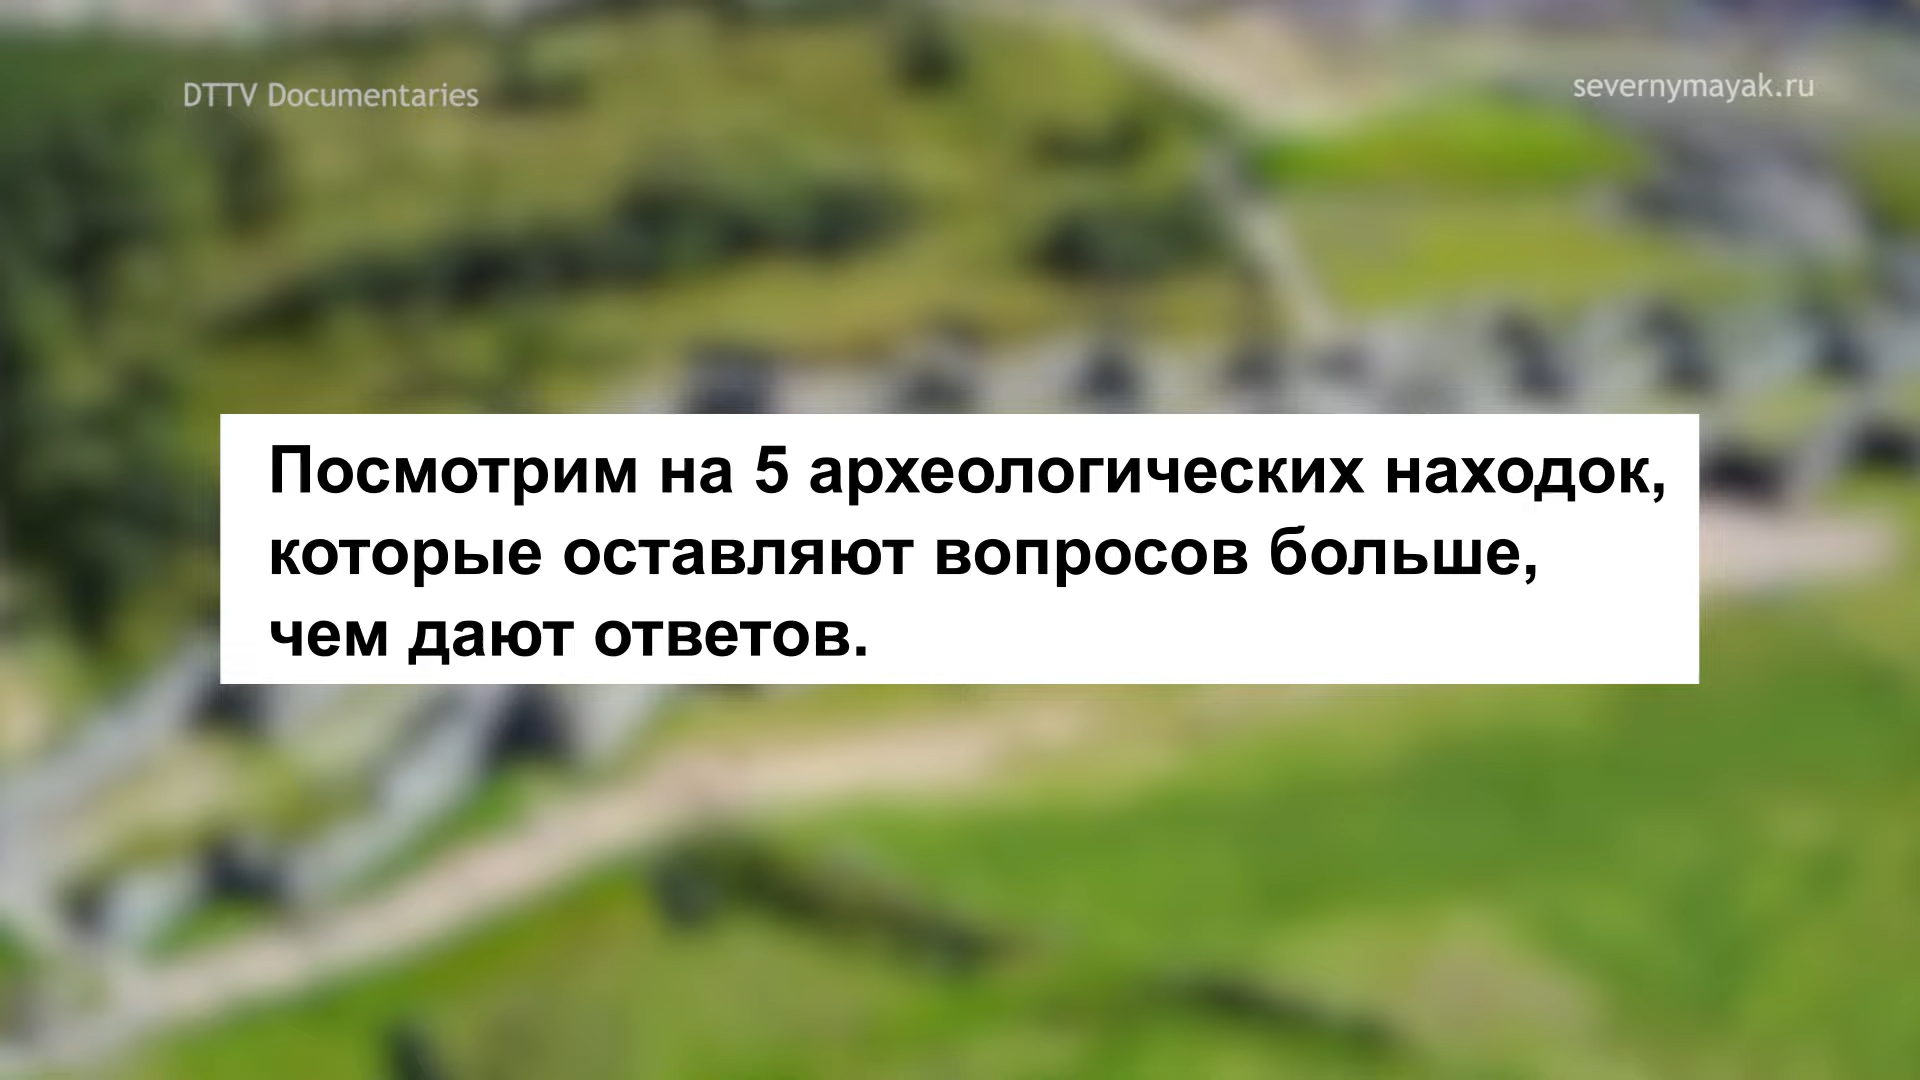 DTTV Documentaries
severnymayak.ru
Посмотрим на 5 археологических находок,
которые оставляют вопросов больше,
чем дают ответов.